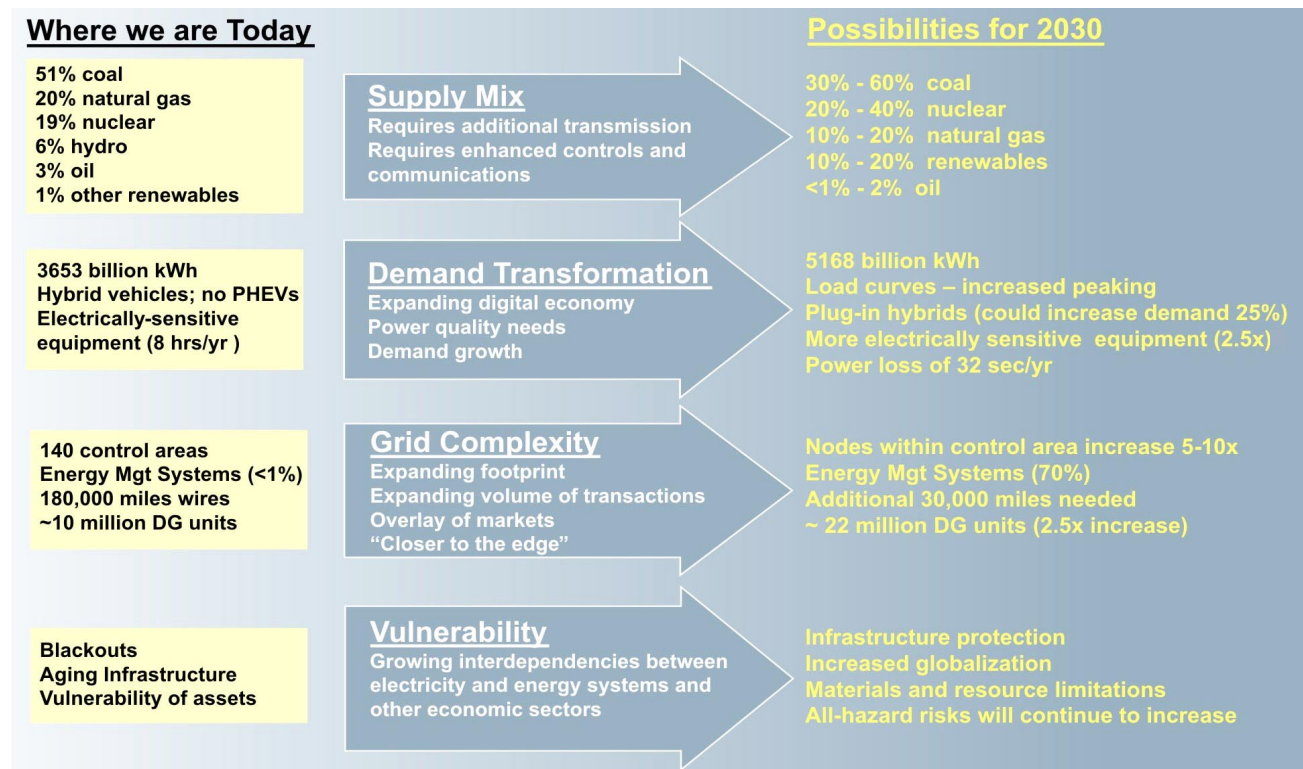 Where we are Today
Possibilities for 2030
51% coal
20% natural gas
19% nuclear
6% hydro
3% oil
1% other renewables
Supply Mix
Requires additional transmission
Requires enhanced controls and
communications
30% - 60%  coal
20% - 40%  nuclear
10% - 20%  natural gas
10% - 20%  renewables
<1% - 2%  oil
3653 billion kWh
Hybrid vehicles; no PHEVs
Electrically-sensitive
equipment (8 hrs/yr )
Demand Transformation
Expanding digital economy
Power quality needs
Demand growth
5168 billion kWh
Load curves – increased peaking
Plug-in hybrids (could increase demand 25%)
More electrically sensitive  equipment (2.5x)
Power loss of 32 sec/yr
140 control areas
Energy Mgt Systems (<1%)
180,000 miles wires
~10 million DG units
Grid Complexity
Expanding footprint
Expanding volume of transactions
Overlay of markets
“Closer to the edge”
Nodes within control area increase 5-10x
Energy Mgt Systems (70%)
Additional 30,000 miles needed
~ 22 million DG units (2.5x increase)
Blackouts
Aging Infrastructure
Vulnerability of assets
Vulnerability
Growing interdependencies between
electricity and energy systems and
other economic sectors
Infrastructure protection
Increased globalization
Materials and resource limitations
All-hazard risks will continue to increase